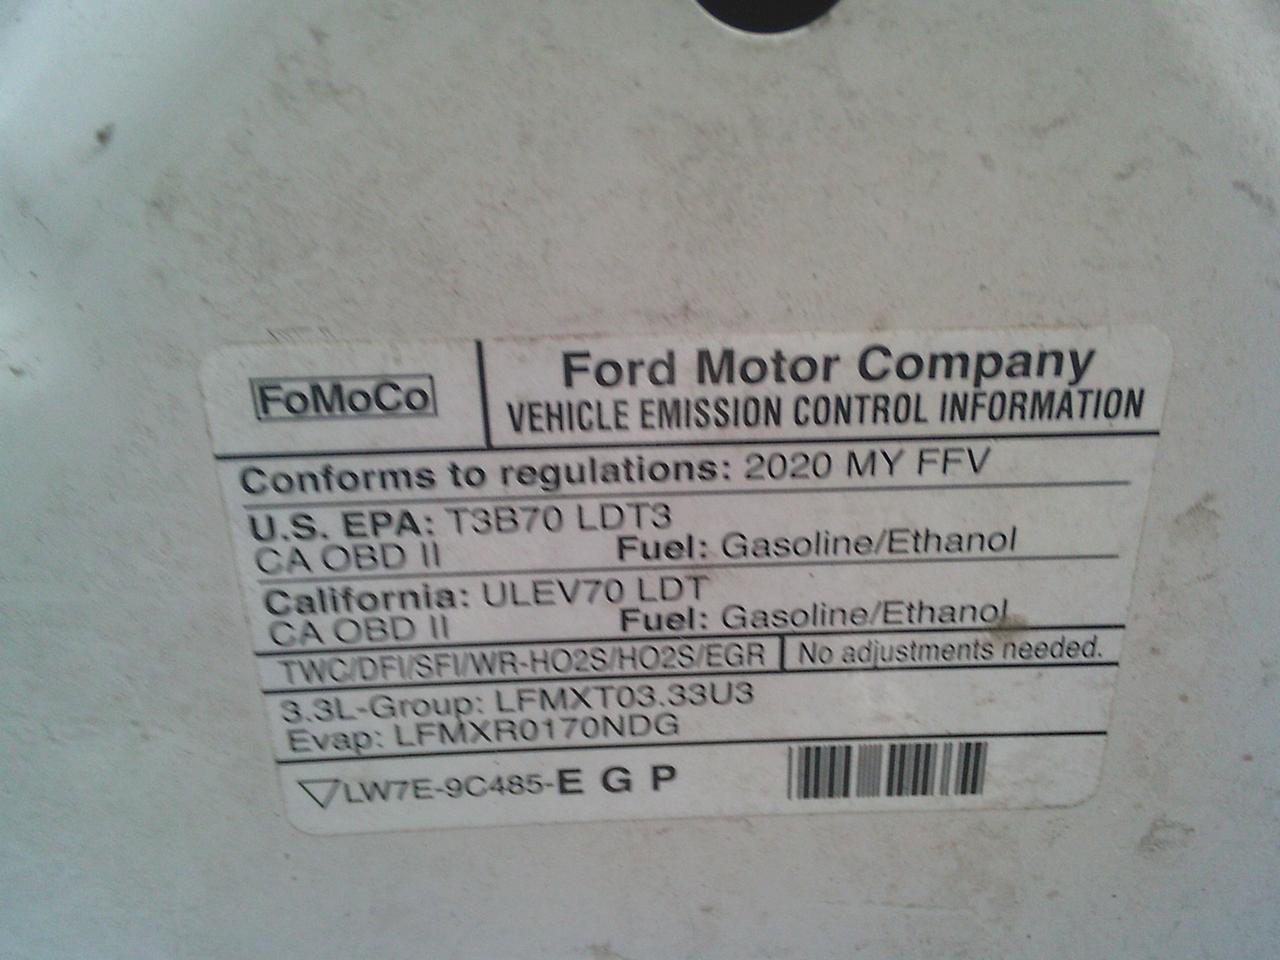 FoMoCo
Ford Motor Company
VEHICLE EMISSION CONTROL INFORMATION
Conforms to regulations: 2020 MY FFV
U.S. EPA: T3B70 LDT3
CA OBD II Fuel: Gasoline/Ethanol
California: ULEV70 LDT
CA OBD II Fuel: Gasoline/Ethanol
TWC/DFI/SFI/WR-HO2S/HO2S/EGR No adjustments needed.
3.3L-Group: LFMXT03.33U3
Evap: LFMXR0170NDG
LW7E-9C485-E G P